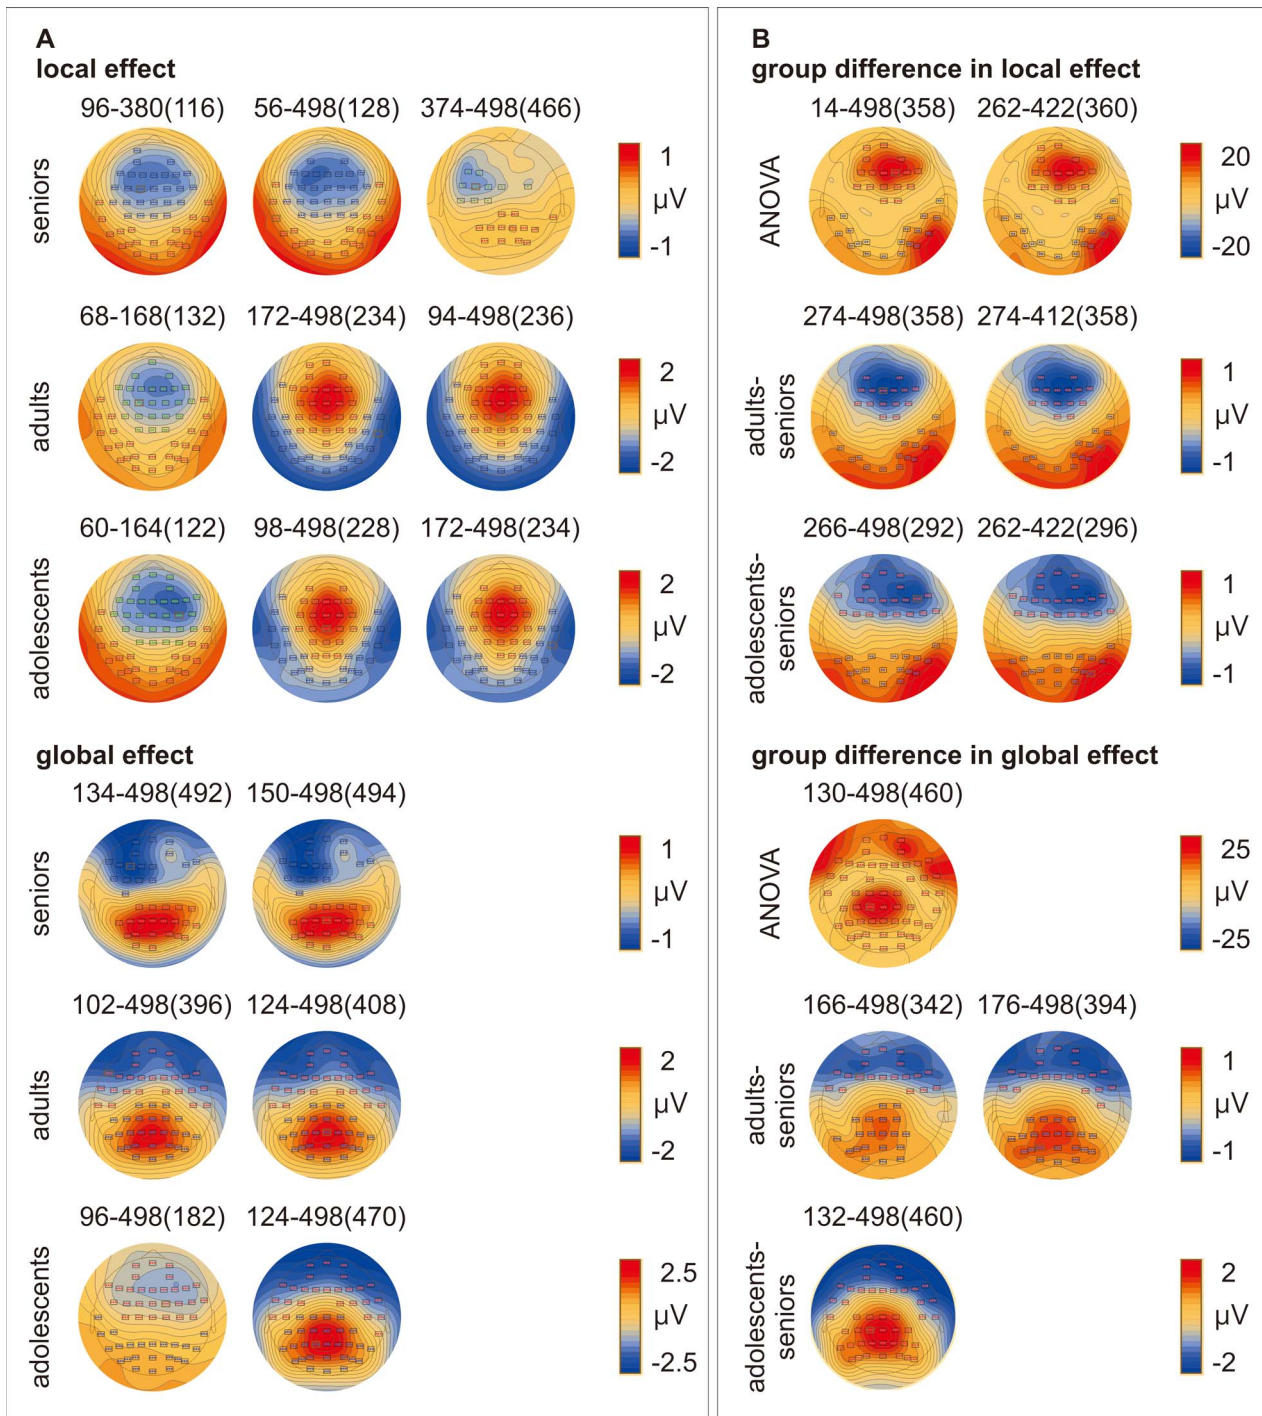 A
local effect
96-380(116) 56-498(128) 374-498(466)
seniors
1
µV
-1
68-168(132) 172-498(234) 94-498(236)
adults
2
µV
-2
60-164(122) 98-498(228) 172-498(234)
adolescents
2
µV
-2
global effect
134-498(492) 150-498(494)
seniors
1
µV
-1
102-498(396) 124-498(408)
adults
2
µV
-2
96-498(182) 124-498(470)
adolescents
2.5
µV
-2.5
B
group difference in local effect
14-498(358) 262-422(360)
ANOVA
20
µV
-20
274-498(358) 274-412(358)
adults-
seniors
1
µV
-1
266-498(292) 262-422(296)
adolescents-
seniors
1
µV
-1
group difference in global effect
130-498(460)
ANOVA
25
µV
-25
166-498(342) 176-498(394)
adults-
seniors
1
µV
-1
132-498(460)
adolescents-
seniors
2
µV
-2